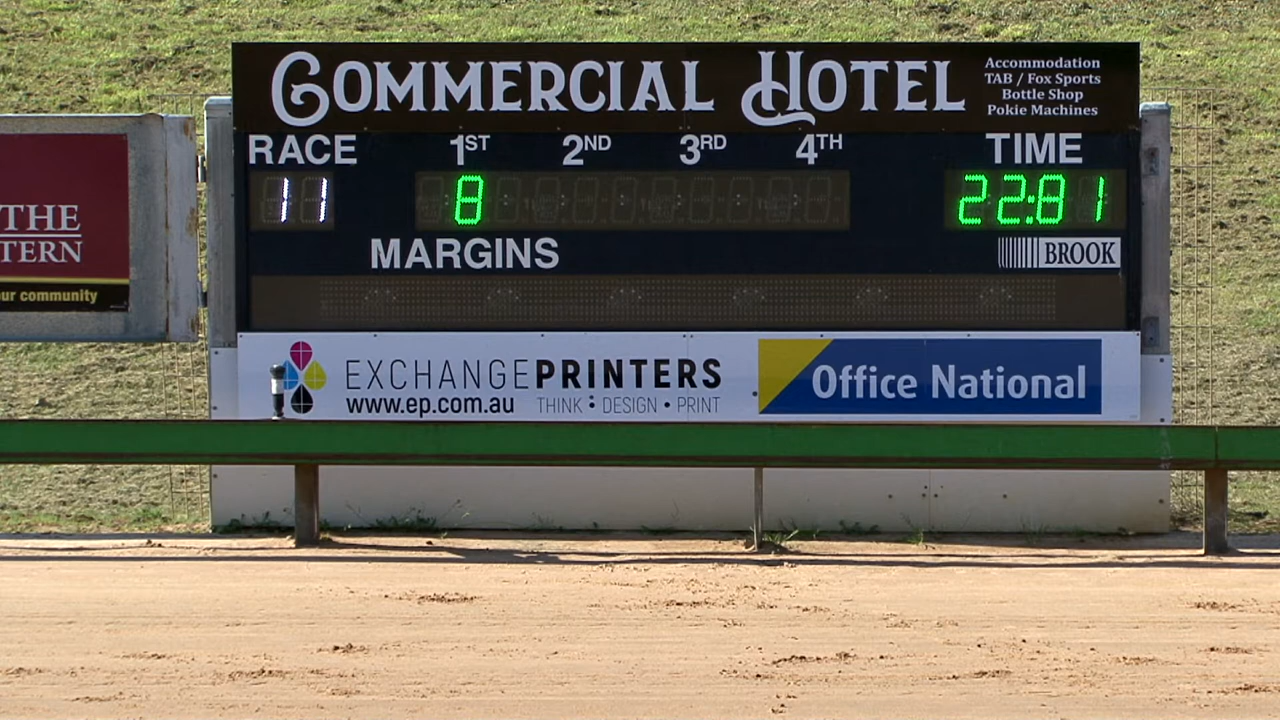 COMMERCIAL HOTEL
Accommodation
TAB / Fox Sports
Bottle Shop
Pokie Machines
RACE 1ST 2ND 3RD 4TH TIME
11 8 22:81
MARGINS
BROOK
THE
TERN
our community
EXCHANGEPRINTERS
www.ep.com.au THINK • DESIGN • PRINT
Office National